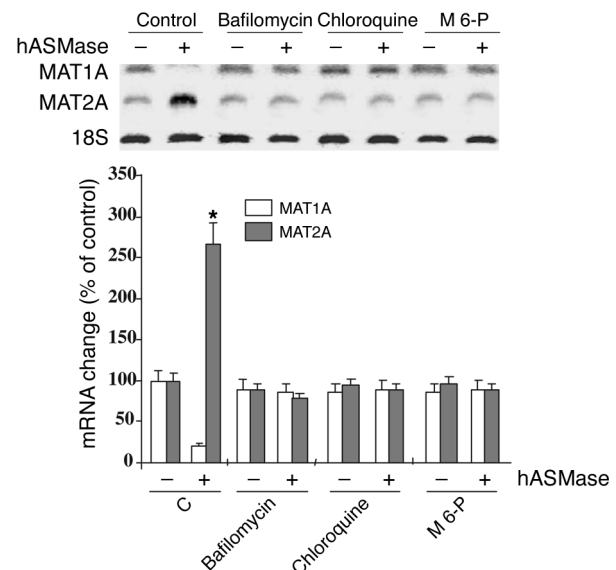 Control Bafilomycin Chloroquine M 6-P
hASMase – + – + – + – +
MAT1A
MAT2A
18S
350
300
250
200
150
100
50
0
mRNA change (% of control)
*
MAT1A
MAT2A
– + – + – + – + hASMase
C Bafilomycin Chloroquine M 6-P